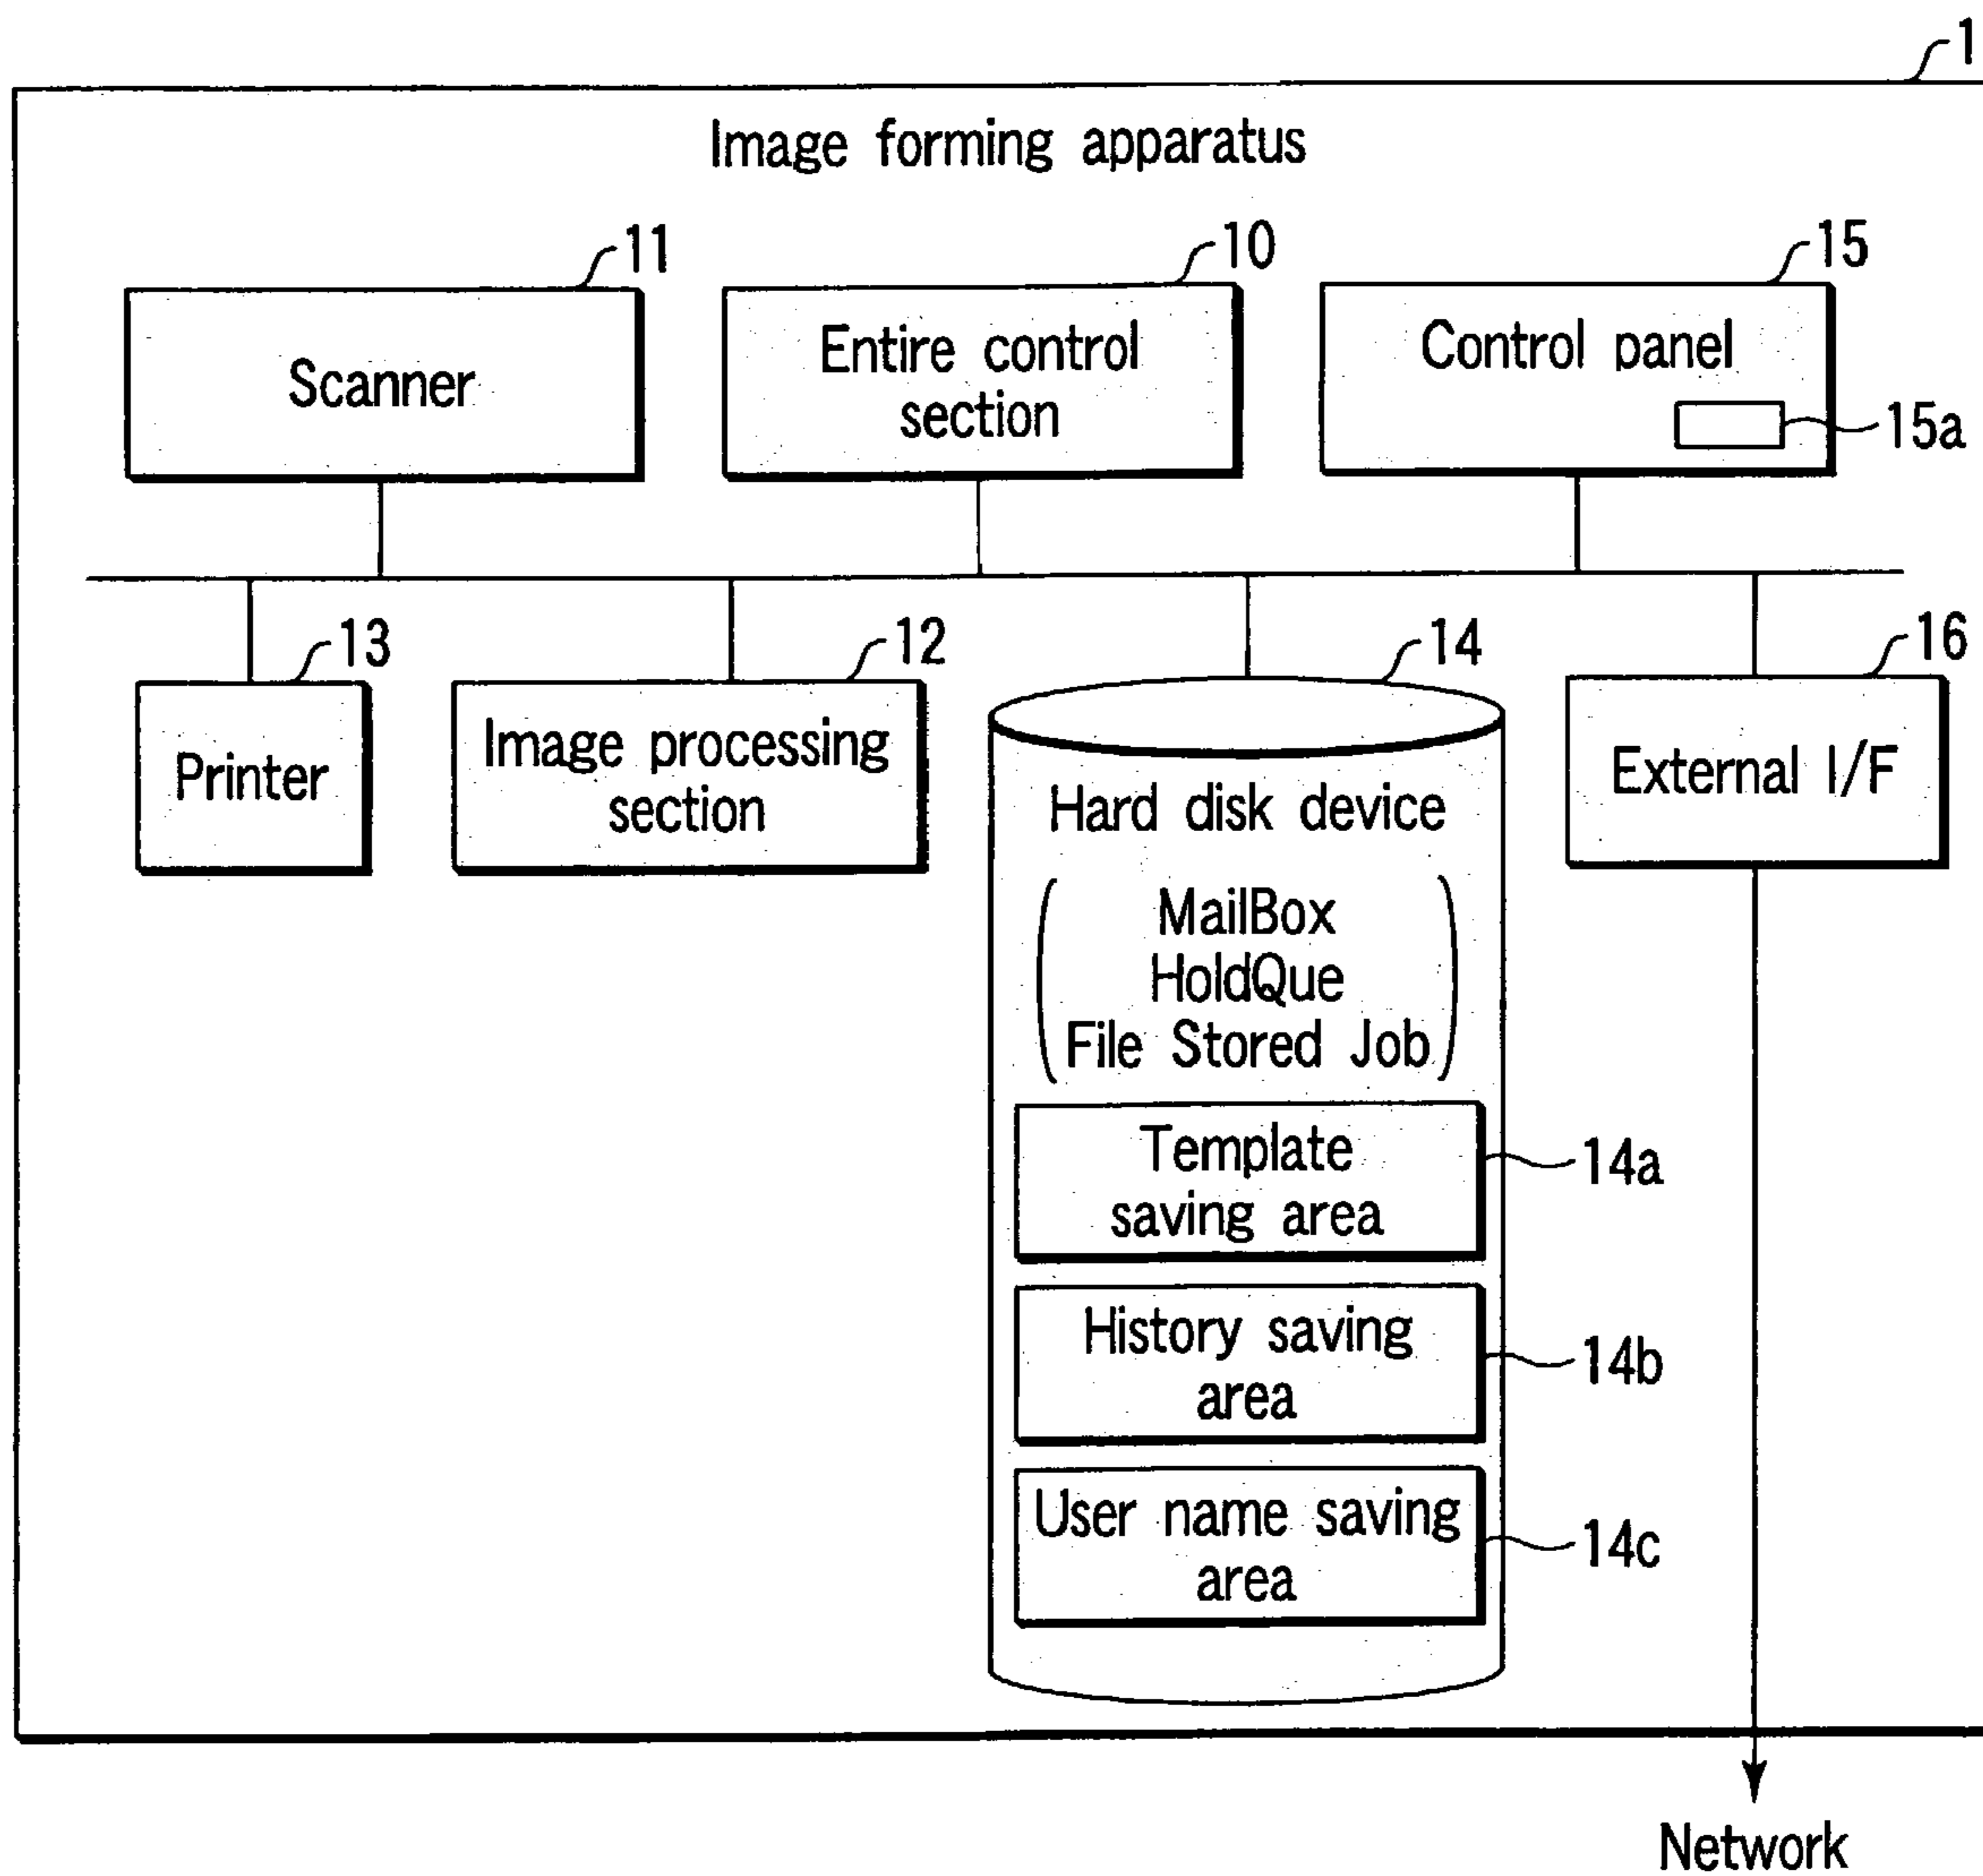 1
Image forming apparatus
11
10
15
Scanner
Entire control
section
Control panel
15a
13
12
14
16
Printer
Image processing
section
Hard disk device
External I/F
MailBox
HoldQue
File Stored Job
Template
saving area
14a
History saving
area
14b
User name saving
area
14c
Network